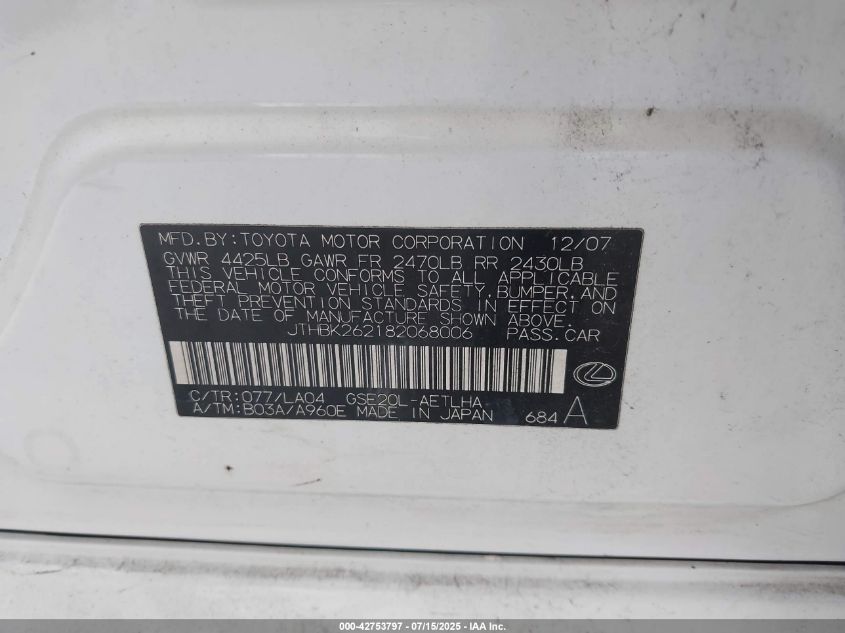 MFD.BY:TOYOTA MOTOR CORPORATION 12/07
GVWR 4425LB GAWR FR 2470LB RR 2430LB
THIS VEHICLE CONFORMS TO ALL APPLICABLE
FEDERAL MOTOR VEHICLE SAFETY,BUMPER,AND
THEFT PREVENTION STANDARDS IN EFFECT ON
THE DATE OF MANUFACTURE SHOWN ABOVE.
JTHBK262182068006 PASS.CAR
C/TR:077/LA04 GSE20L-AETLHA
A/TM:B03A/A960E MADE IN JAPAN 684 A
000-42753797 - 07/15/2025 - IAA Inc.